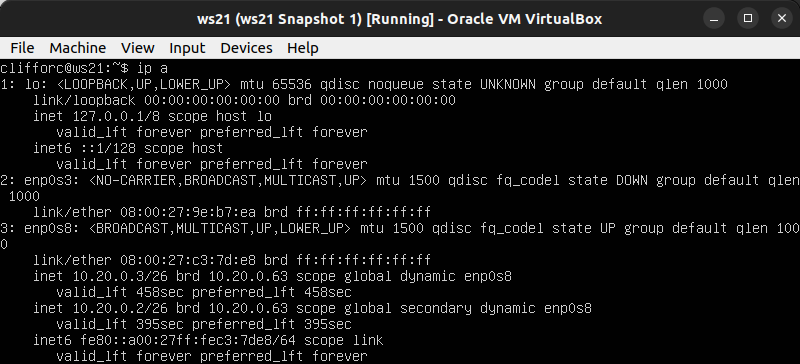 ws21 (ws21 Snapshot 1) [Running] - Oracle VM VirtualBox
File Machine View Input Devices Help
clifforc@ws21:~$ ip a
1: lo: <LOOPBACK,UP,LOWER_UP> mtu 65536 qdisc noqueue state UNKNOWN group default qlen 1000
    link/loopback 00:00:00:00:00:00 brd 00:00:00:00:00:00
    inet 127.0.0.1/8 scope host lo
       valid_lft forever preferred_lft forever
    inet6 ::1/128 scope host
       valid_lft forever preferred_lft forever
2: enp0s3: <NO-CARRIER,BROADCAST,MULTICAST,UP> mtu 1500 qdisc fq_codel state DOWN group default qlen
 1000
    link/ether 08:00:27:9e:b7:ea brd ff:ff:ff:ff:ff:ff
3: enp0s8: <BROADCAST,MULTICAST,UP,LOWER_UP> mtu 1500 qdisc fq_codel state UP group default qlen 100
0
    link/ether 08:00:27:c3:7d:e8 brd ff:ff:ff:ff:ff:ff
    inet 10.20.0.3/26 brd 10.20.0.63 scope global dynamic enp0s8
       valid_lft 458sec preferred_lft 458sec
    inet 10.20.0.2/26 brd 10.20.0.63 scope global secondary dynamic enp0s8
       valid_lft 395sec preferred_lft 395sec
    inet6 fe80::a00:27ff:fec3:7de8/64 scope link
       valid_lft forever preferred_lft forever